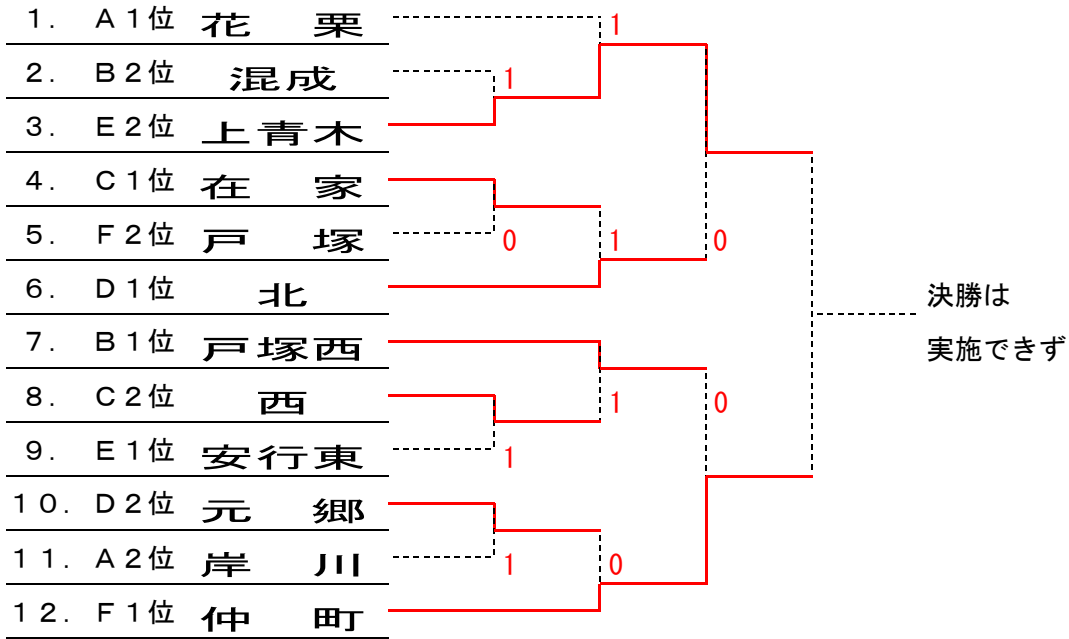 １． Ａ１位 花 栗
1
２． Ｂ２位 混成
1
３． Ｅ２位 上青木
４． Ｃ１位 在 家
５． Ｆ２位 戸 塚
0 1 0
６． Ｄ１位 北
決勝は
７． Ｂ１位 戸塚西
実施できず
８． Ｃ２位 西
1 0
９． Ｅ１位 安行東
1
１０． Ｄ２位 元 郷
１１． Ａ２位 岸 川
1 0
１２． Ｆ１位 仲 町